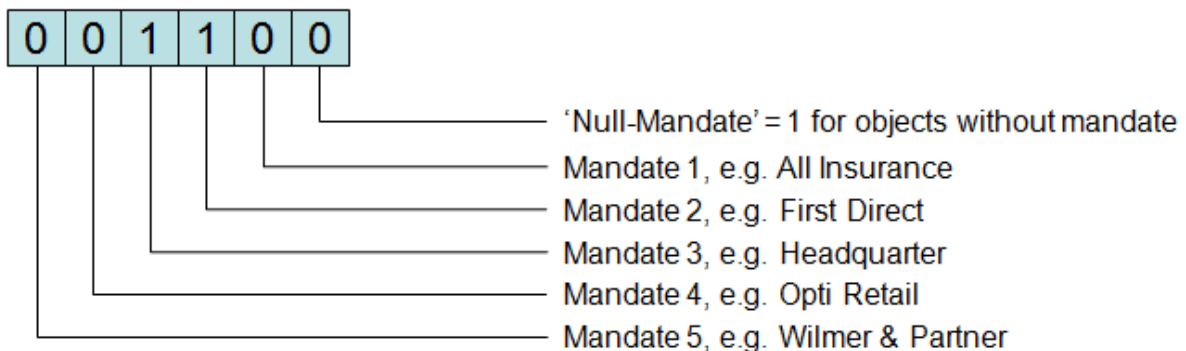 0 0 1 1 0 0
‘Null-Mandate’ = 1 for objects without mandate
Mandate 1, e.g. All Insurance
Mandate 2, e.g. First Direct
Mandate 3, e.g. Headquarter
Mandate 4, e.g. Opti Retail
Mandate 5, e.g. Wilmer & Partner